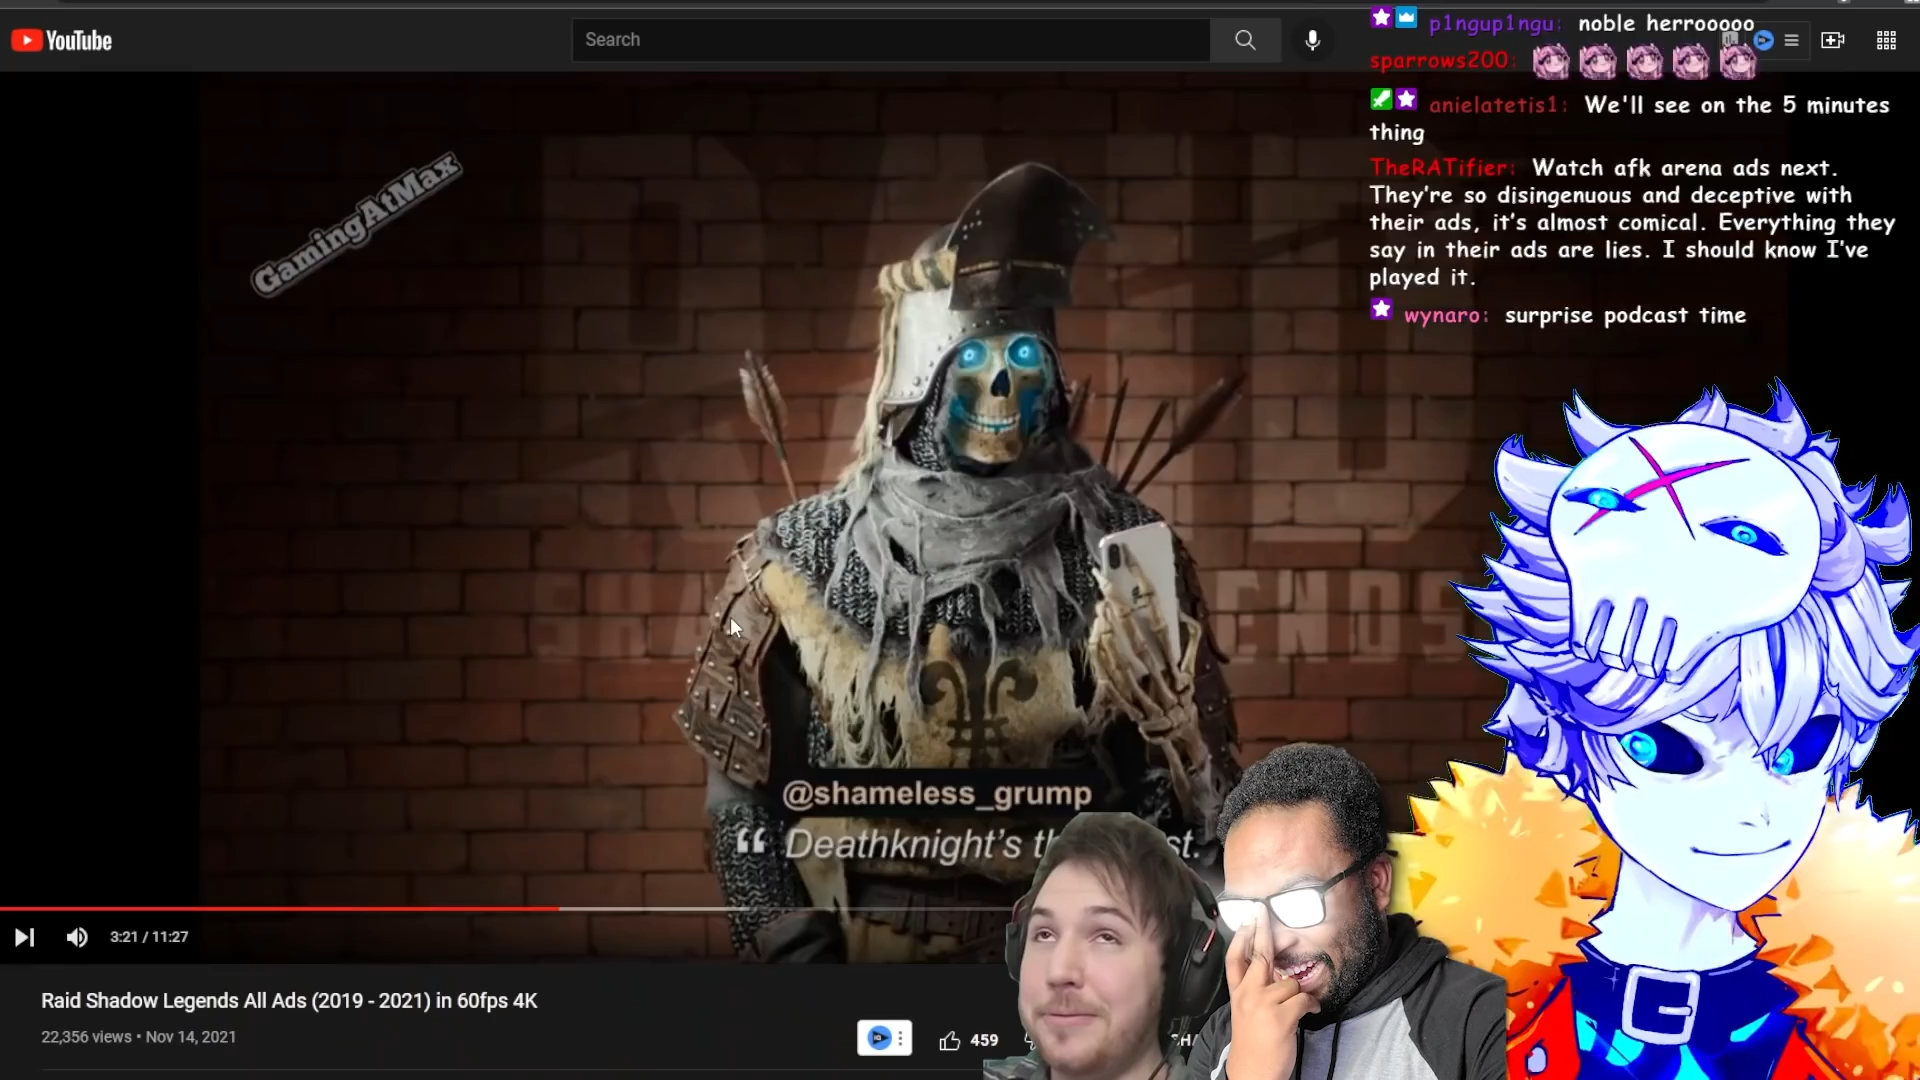 YouTube
Search
p1ngup1ngu: noble herrooooo
sparrows200:
anielatetis1: We'll see on the 5 minutes
thing
TheRATifier: Watch afk arena ads next.
They're so disingenuous and deceptive with
their ads, it's almost comical. Everything they
say in their ads are lies. I should know I've
played it.
wynaro: surprise podcast time
GamingAtMax
RAID
@shameless_grump
“ Deathknight's
3:21 / 11:27
Raid Shadow Legends All Ads (2019 - 2021) in 60fps 4K
22,356 views • Nov 14, 2021
459